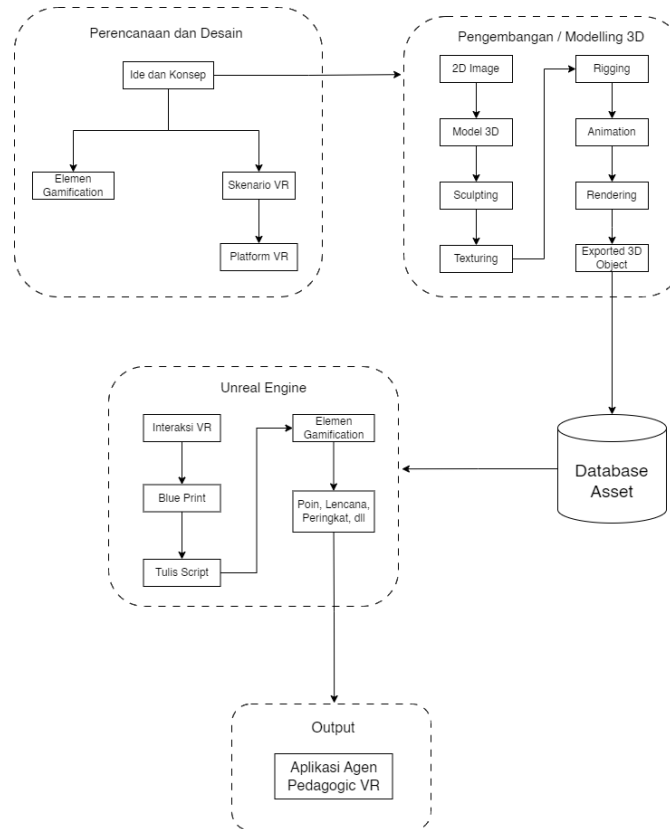 Perencanaan dan Desain
Ide dan Konsep
Elemen
Gamification
Skenario VR
Platform VR
Pengembangan / Modelling 3D
2D Image
Model 3D
Sculpting
Texturing
Rigging
Animation
Rendering
Exported 3D
Object
Database
Asset
Unreal Engine
Interaksi VR
Blue Print
Tulis Script
Elemen
Gamification
Poin, Lencana,
Peringkat, dll
Output
Aplikasi Agen
Pedagogic VR